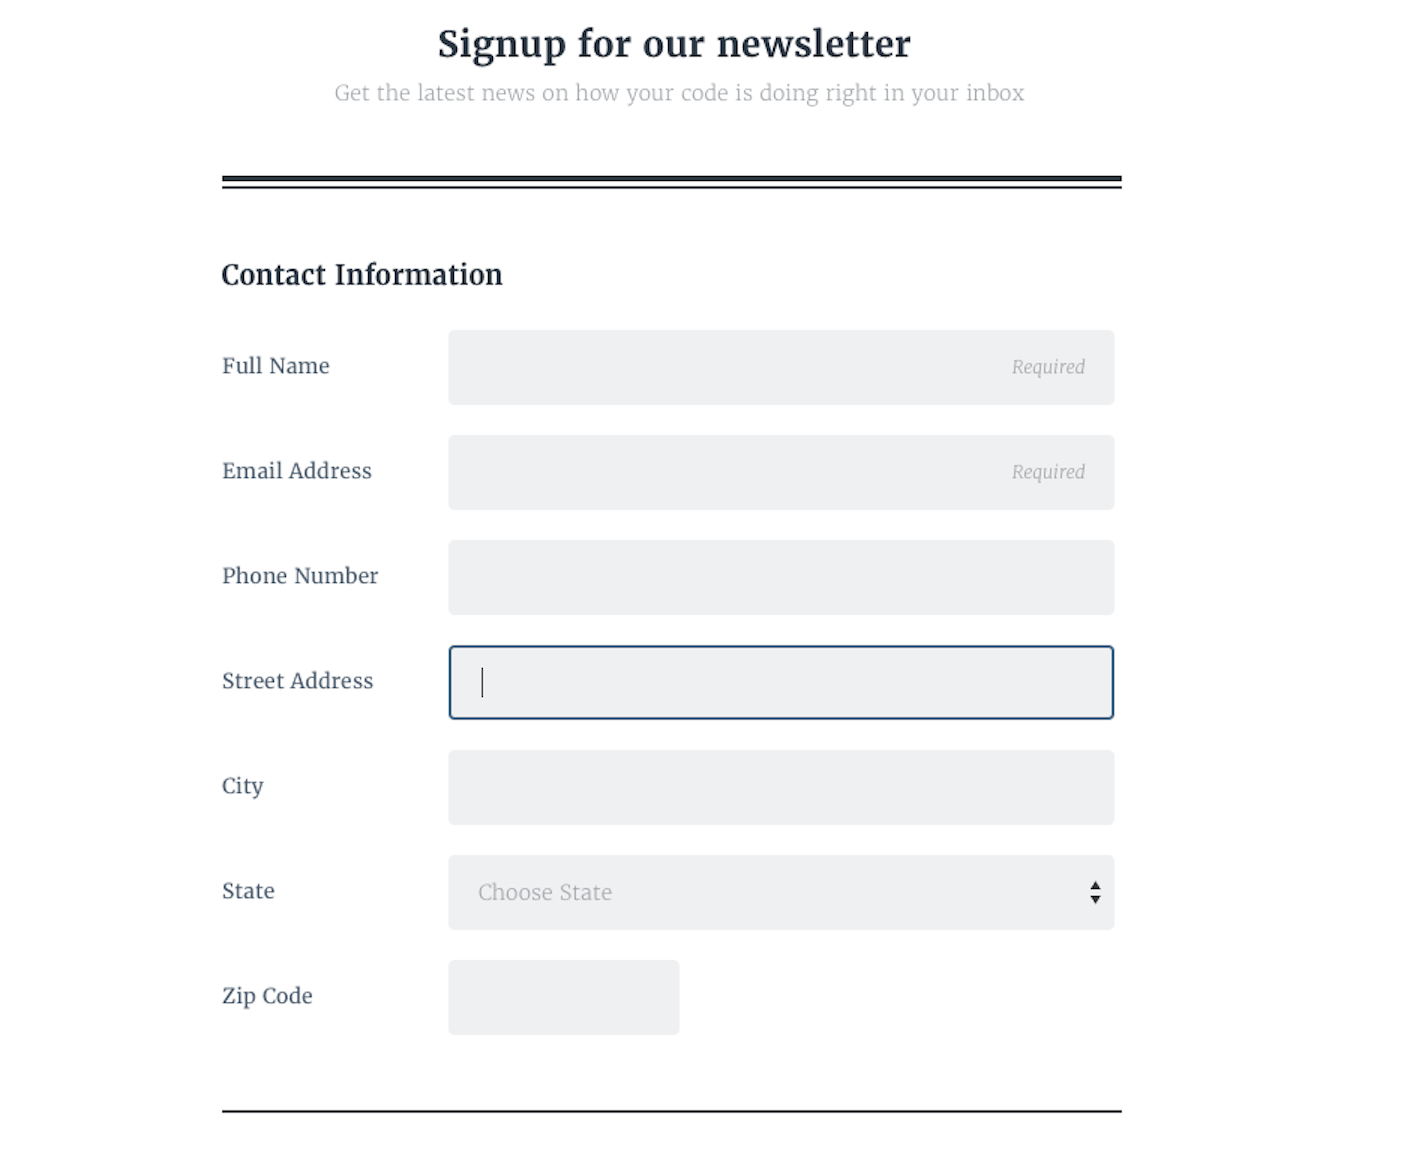 Signup for our newsletter
Get the latest news on how your code is doing right in your inbox
Contact Information
Full Name
Required
Email Address
Required
Phone Number
Street Address
City
State
Choose State
Zip Code